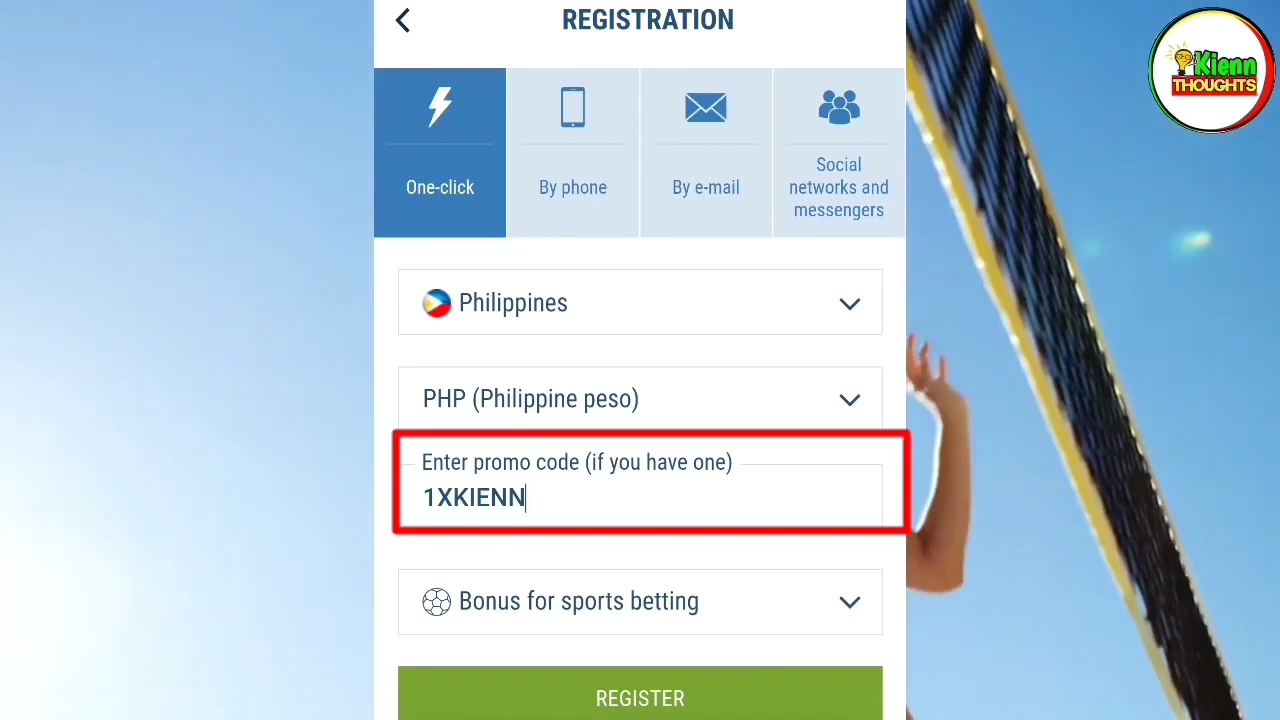 REGISTRATION
Kienn
THOUGHTS
One-click
By phone
By e-mail
Social
networks and
messengers
Philippines
PHP (Philippine peso)
Enter promo code (if you have one)
1XKIENN
Bonus for sports betting
REGISTER